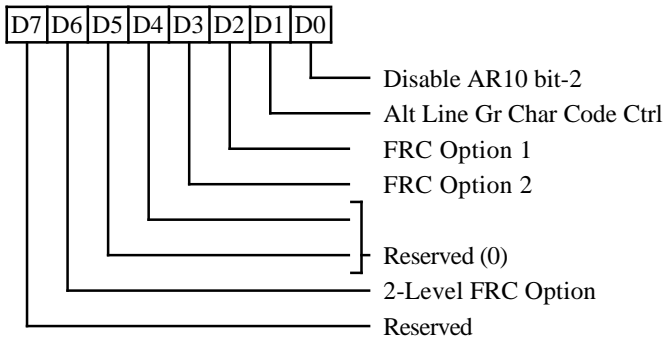 D7 D6 D5 D4 D3 D2 D1 D0
Disable AR10 bit-2
Alt Line Gr Char Code Ctrl
FRC Option 1
FRC Option 2
Reserved (0)
2-Level FRC Option
Reserved